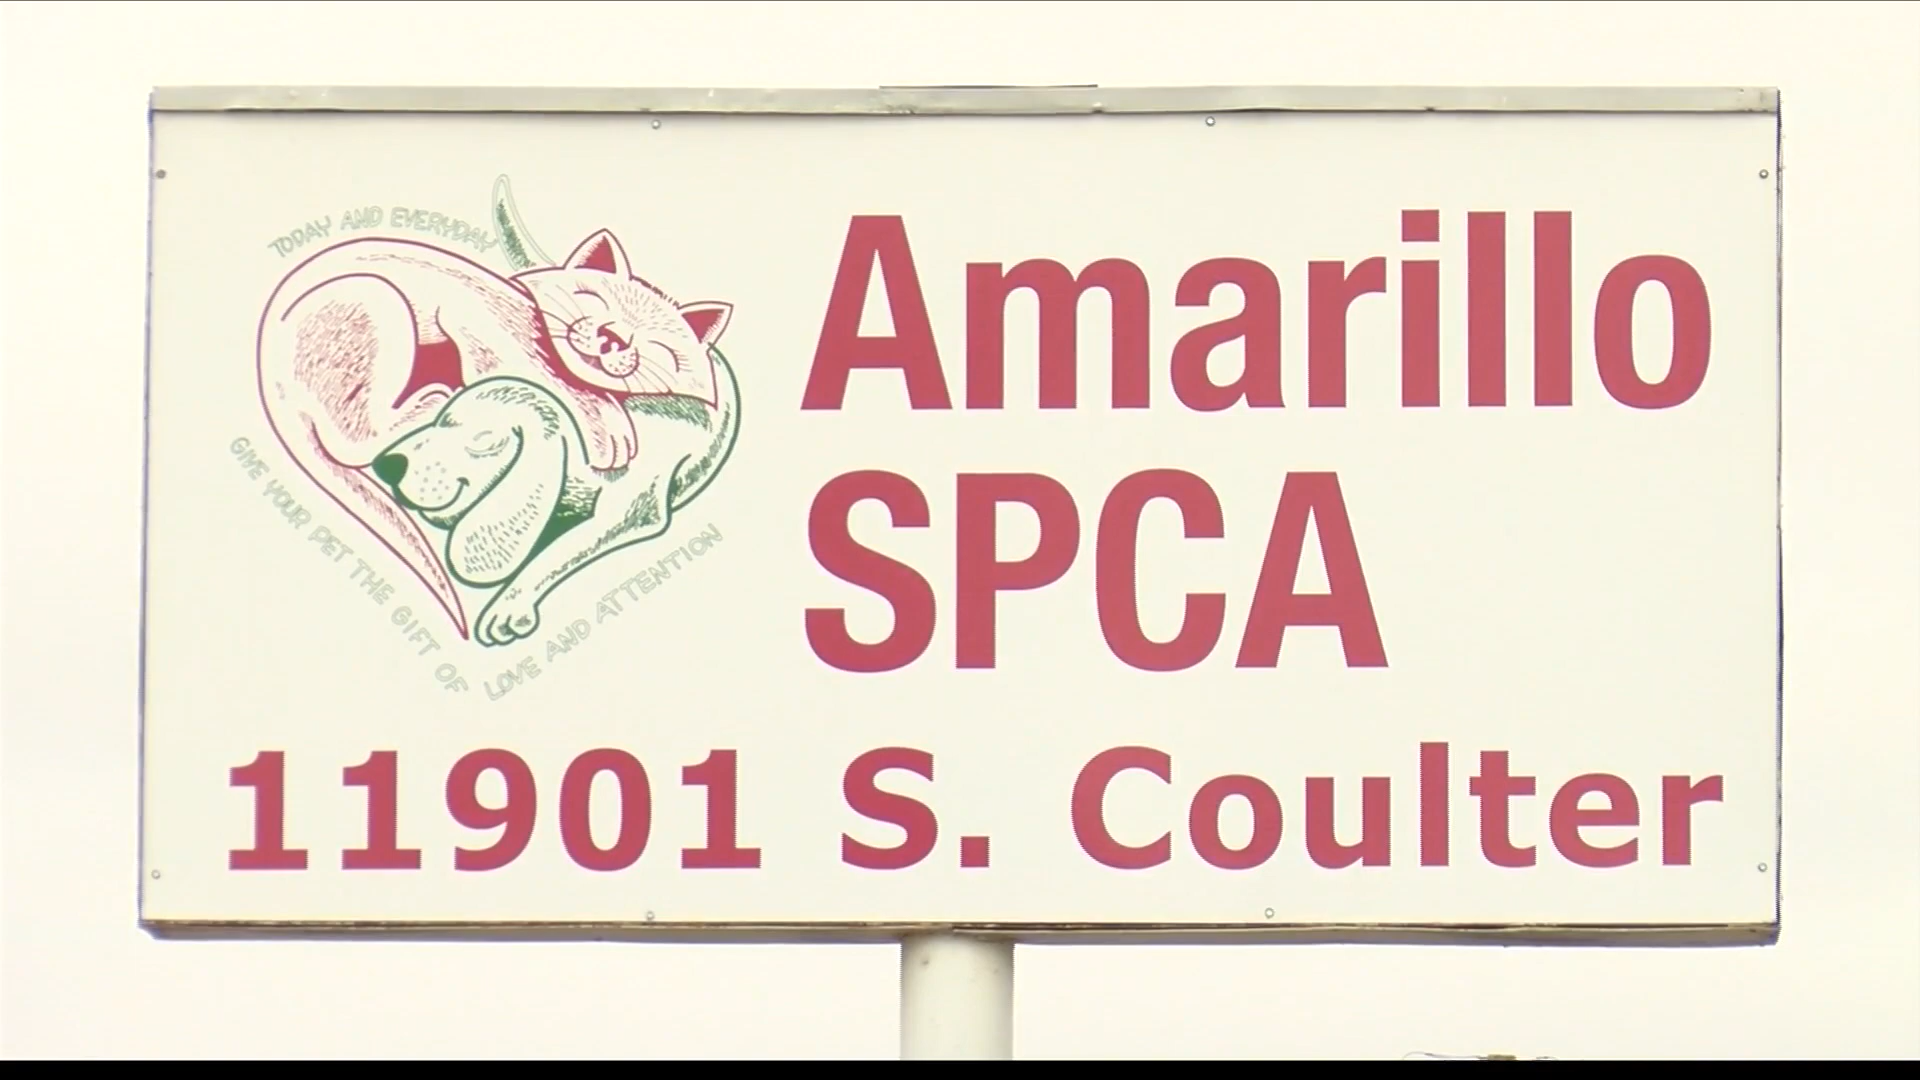 TODAY AND EVERYDAY
GIVE YOUR PET THE GIFT OF LOVE AND ATTENTION
Amarillo
SPCA
11901 S. Coulter